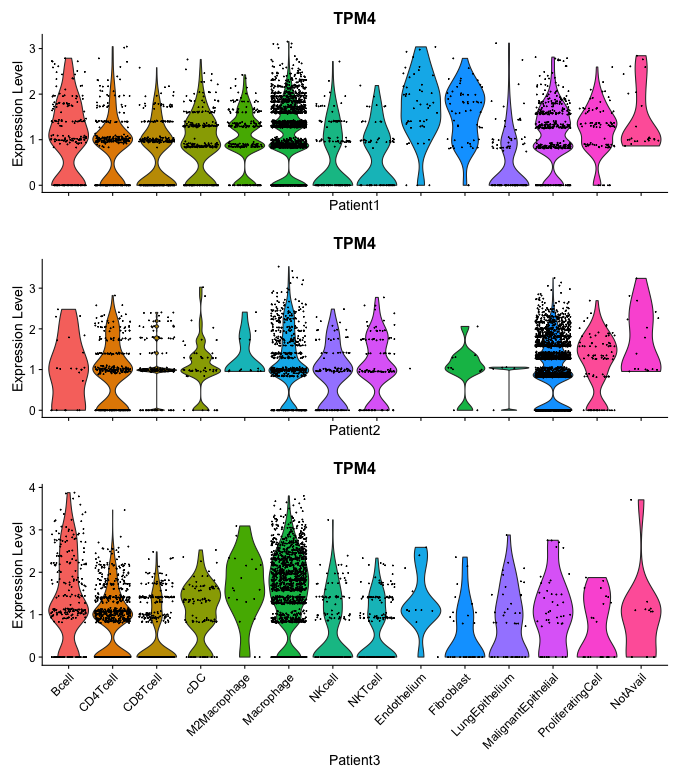 TPM4
Expression Level
3
2
1
0
Patient1
TPM4
Expression Level
3
2
1
0
Patient2
TPM4
Expression Level
4
3
2
1
0
Bcell
CD4Tcell
CD8Tcell
cDC
M2Macrophage
Macrophage
NKcell
NKTcell
Endothelium
Fibroblast
LungEpithelium
MalignantEpithelial
ProliferatingCell
NotAvail
Patient3